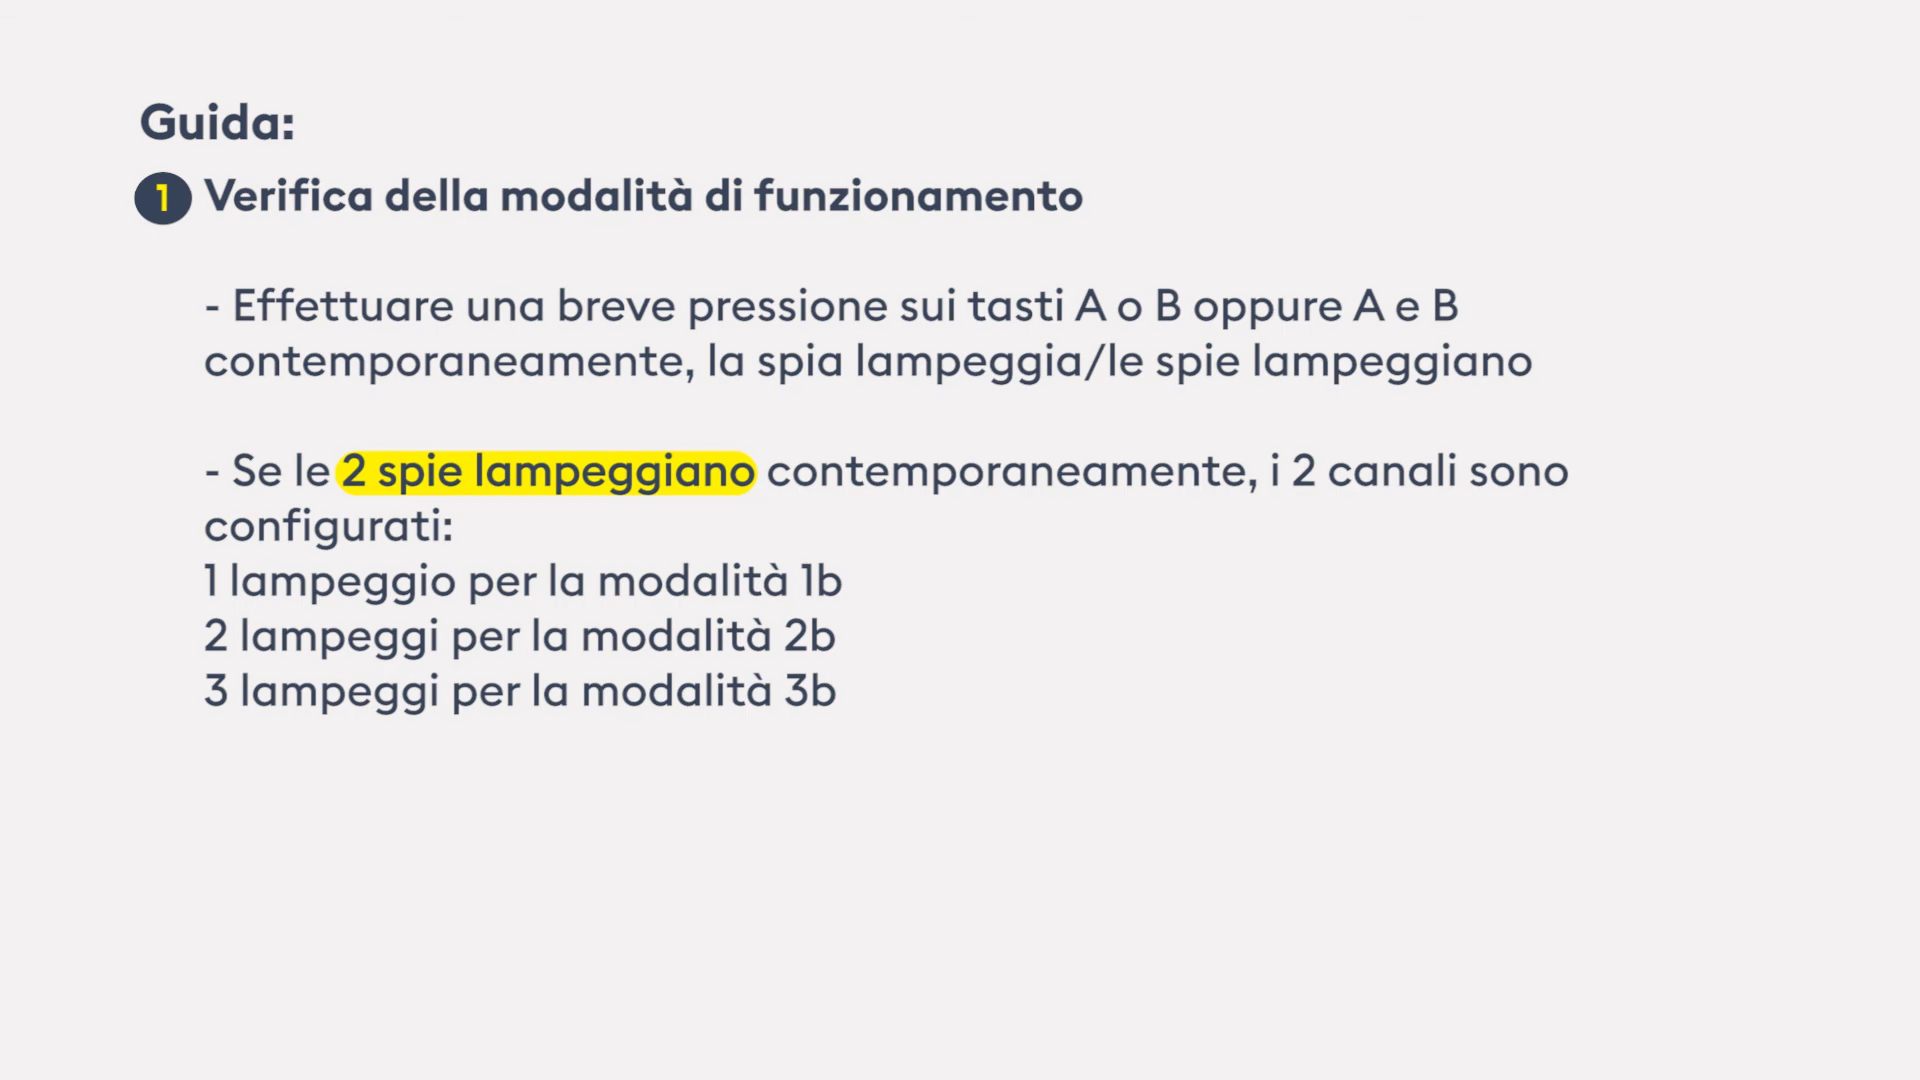 Guida:
1 Verifica della modalità di funzionamento
- Effettuare una breve pressione sui tasti A o B oppure A e B
contemporaneamente, la spia lampeggia/le spie lampeggiano
- Se le 2 spie lampeggiano contemporaneamente, i 2 canali sono
configurati:
1 lampeggio per la modalità 1b
2 lampeggi per la modalità 2b
3 lampeggi per la modalità 3b